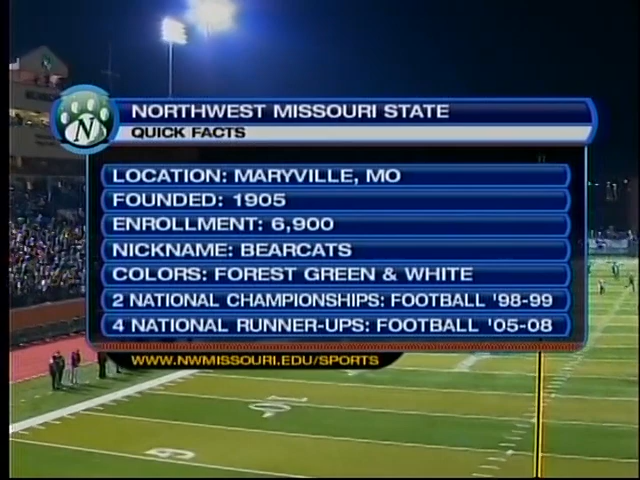 N
NORTHWEST MISSOURI STATE
QUICK FACTS
LOCATION: MARYVILLE, MO
FOUNDED: 1905
ENROLLMENT: 6,900
NICKNAME: BEARCATS
COLORS: FOREST GREEN & WHITE
2 NATIONAL CHAMPIONSHIPS: FOOTBALL '98-99
4 NATIONAL RUNNER-UPS: FOOTBALL '05-08
WWW.NWMISSOURI.EDU/SPORTS